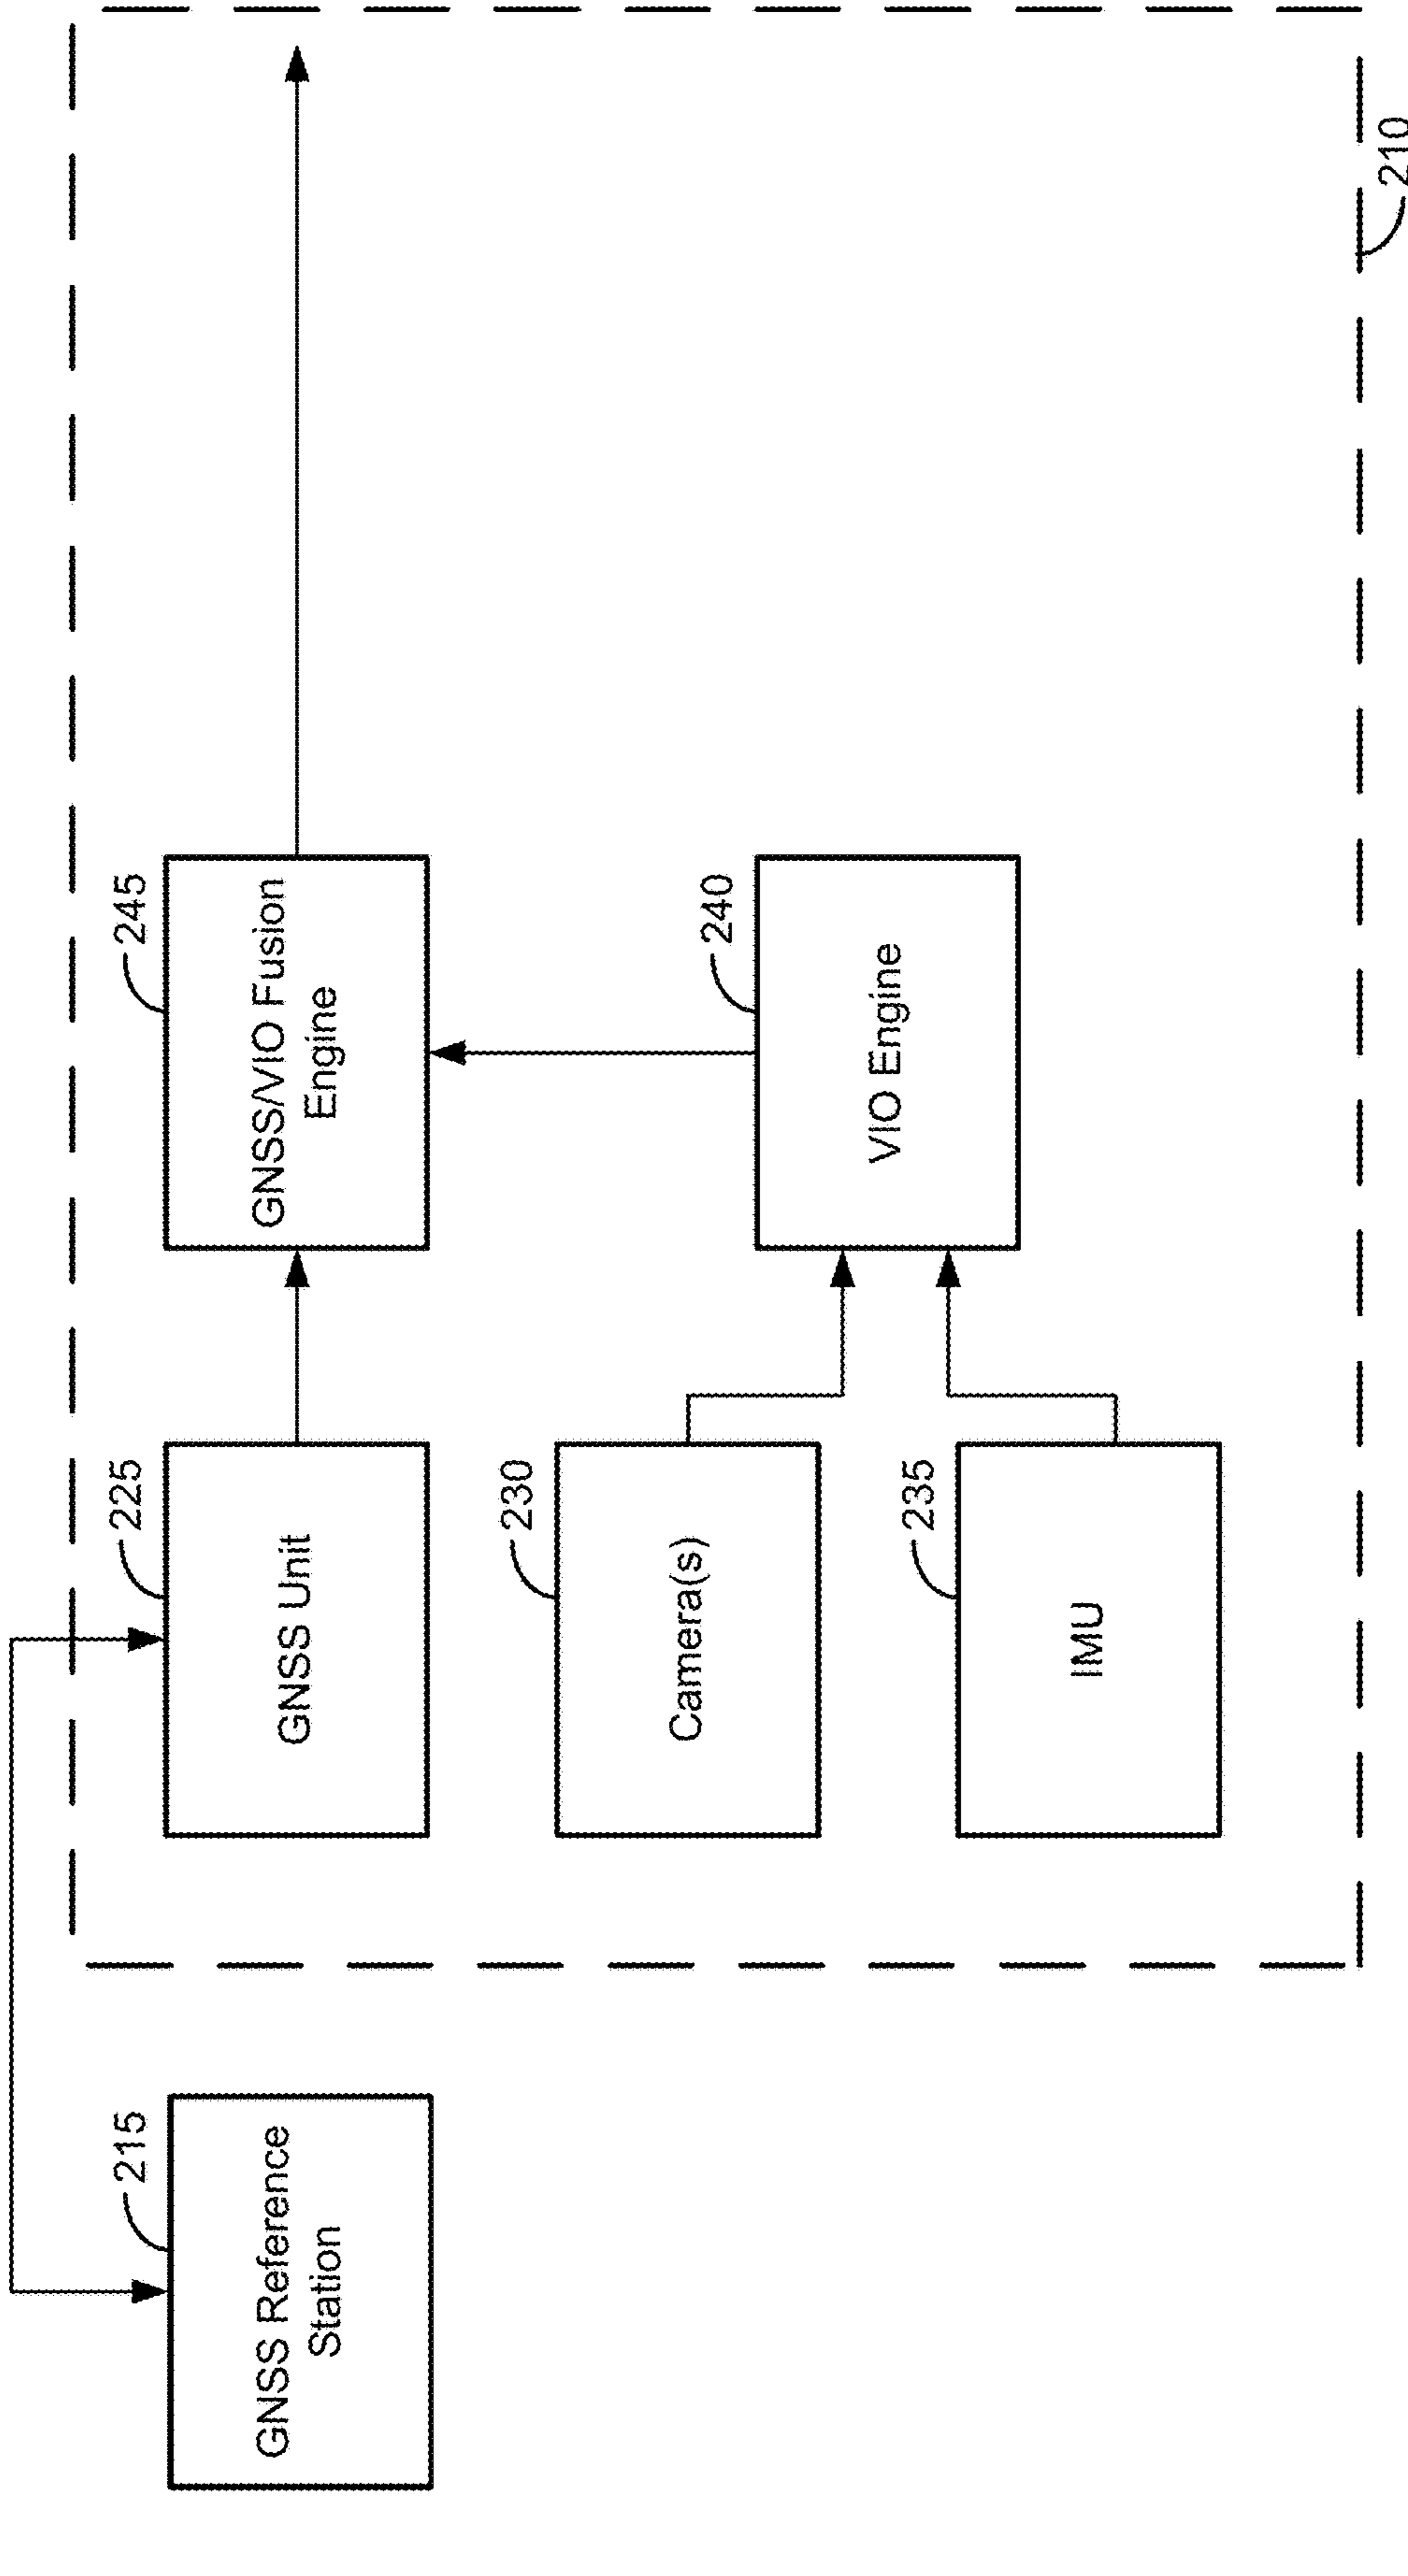 215
GNSS Reference
Station
225
GNSS Unit
245
GNSS/VIO Fusion
Engine
230
Camera(s)
240
VIO Engine
235
IMU
210